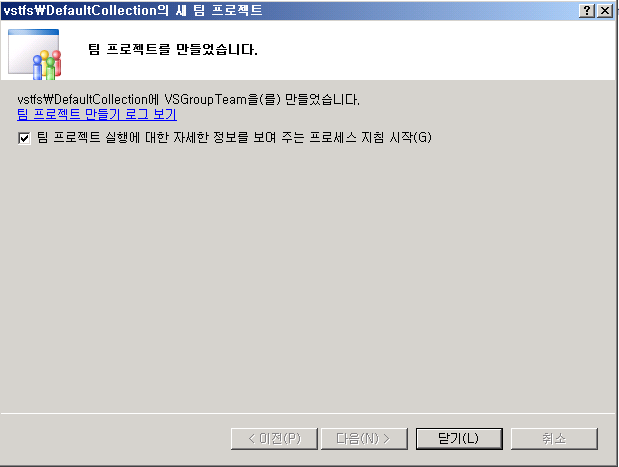 vstfs₩DefaultCollection의 새 팀 프로젝트
팀 프로젝트를 만들었습니다.
vstfs₩DefaultCollection에 VSGroupTeam을(를) 만들었습니다.
팀 프로젝트 만들기 로그 보기
팀 프로젝트 실행에 대한 자세한 정보를 보여 주는 프로세스 지침 시작(G)
< 이전(P) 다음(N) > 닫기(L) 취소